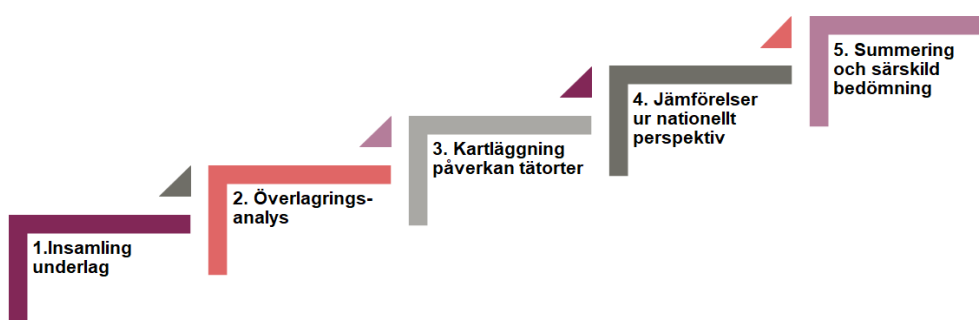 1.Insamling
underlag
2. Överlagrings-
analys
3. Kartläggning
påverkan tätorter
4. Jämförelser
ur nationellt
perspektiv
5. Summering
och särskild
bedömning